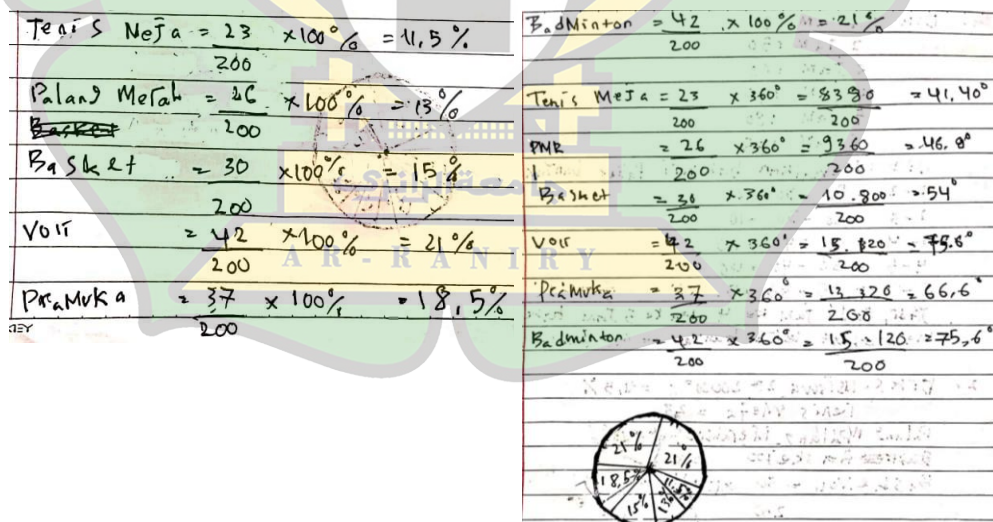 Tenis Meja = 23/200 ×100% = 11,5%
Palang Merah = 26/200 ×100% = 13%
Basket
Basket = 30/200 ×100% = 15%
Voli = 42/200 ×100% = 21%
Pramuka = 37/200 ×100% = 18,5%
KEY
BadMinton = 42/200 ×100% = 21%
Tenis Meja = 23/200 ×360° = 8380/200 = 41,40°
PMR = 26/200 ×360° = 9360/200 = 46,8°
Basket = 30/200 ×360° = 10.800/200 = 54°
Voli = 42/200 ×360° = 15.120/200 = 75.6°
Pramuka = 37/200 ×360° = 13.320/200 = 66,6°
Badminton = 42/200 ×360° = 15.120/200 = 75,6°
21% 21%
18,5% 11,5%
15% 13%
جامعة الرانيري
AR-RANIRY